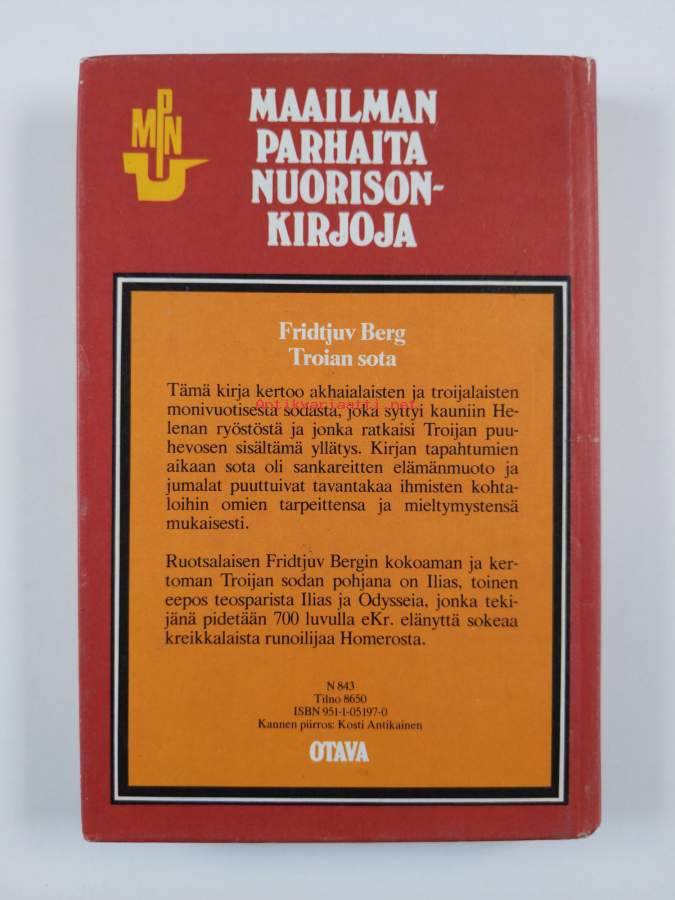 MPN
MAAILMAN
PARHAITA
NUORISON-
KIRJOJA
Fridtjuv Berg
Troian sota
Tämä kirja kertoo akhaialaisten ja troijalaisten
Antikvariaatti.net
monivuotisesta sodasta, joka syttyi kauniin He-
lenan ryöstöstä ja jonka ratkaisi Troijan puu-
hevosen sisältämä yllätys. Kirjan tapahtumien
aikaan sota oli sankareitten elämänmuoto ja
jumalat puuttuivat tavantakaa ihmisten kohta-
loihin omien tarpeittensa ja mieltymystensä
mukaisesti.
Ruotsalaisen Fridtjuv Bergin kokoaman ja ker-
toman Troijan sodan pohjana on Ilias, toinen
eepos teosparista Ilias ja Odysseia, jonka teki-
jänä pidetään 700 luvulla eKr. elänyttä sokeaa
kreikkalaista runoilijaa Homerosta.
N 843
Tilno 8650
ISBN 951-1-05197-0
Kannen piirros: Kosti Antikainen
OTAVA